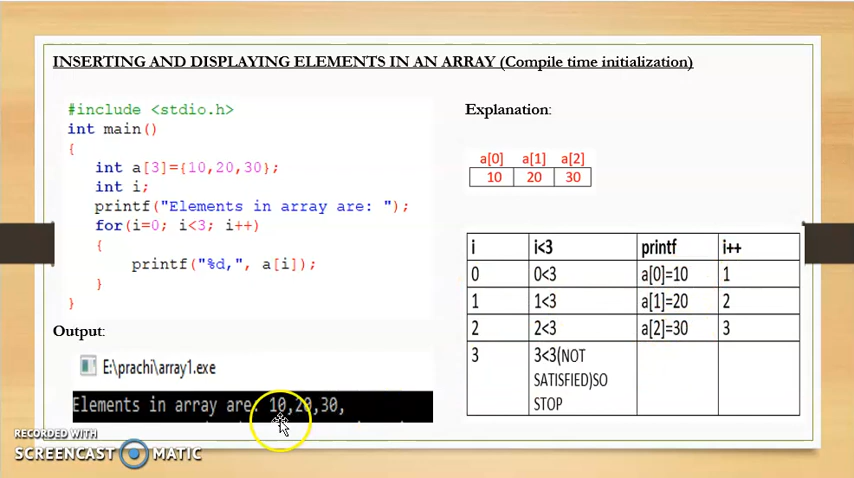 INSERTING AND DISPLAYING ELEMENTS IN AN ARRAY (Compile time initialization)
#include <stdio.h>
int main()
{
int a[3]={10,20,30};
int i;
printf("Elements in array are: ");
for(i=0; i<3; i++)
{
printf("%d,", a[i]);
}
}
Output:
E:\prachi\array1.exe
Elements in array are: 10,20,30,
Explanation:
a[0] a[1] a[2]
10 20 30
i i<3 printf i++
0 0<3 a[0]=10 1
1 1<3 a[1]=20 2
2 2<3 a[2]=30 3
3 3<3(NOT
SATISFIED)SO
STOP
RECORDED WITH
SCREENCAST MATIC